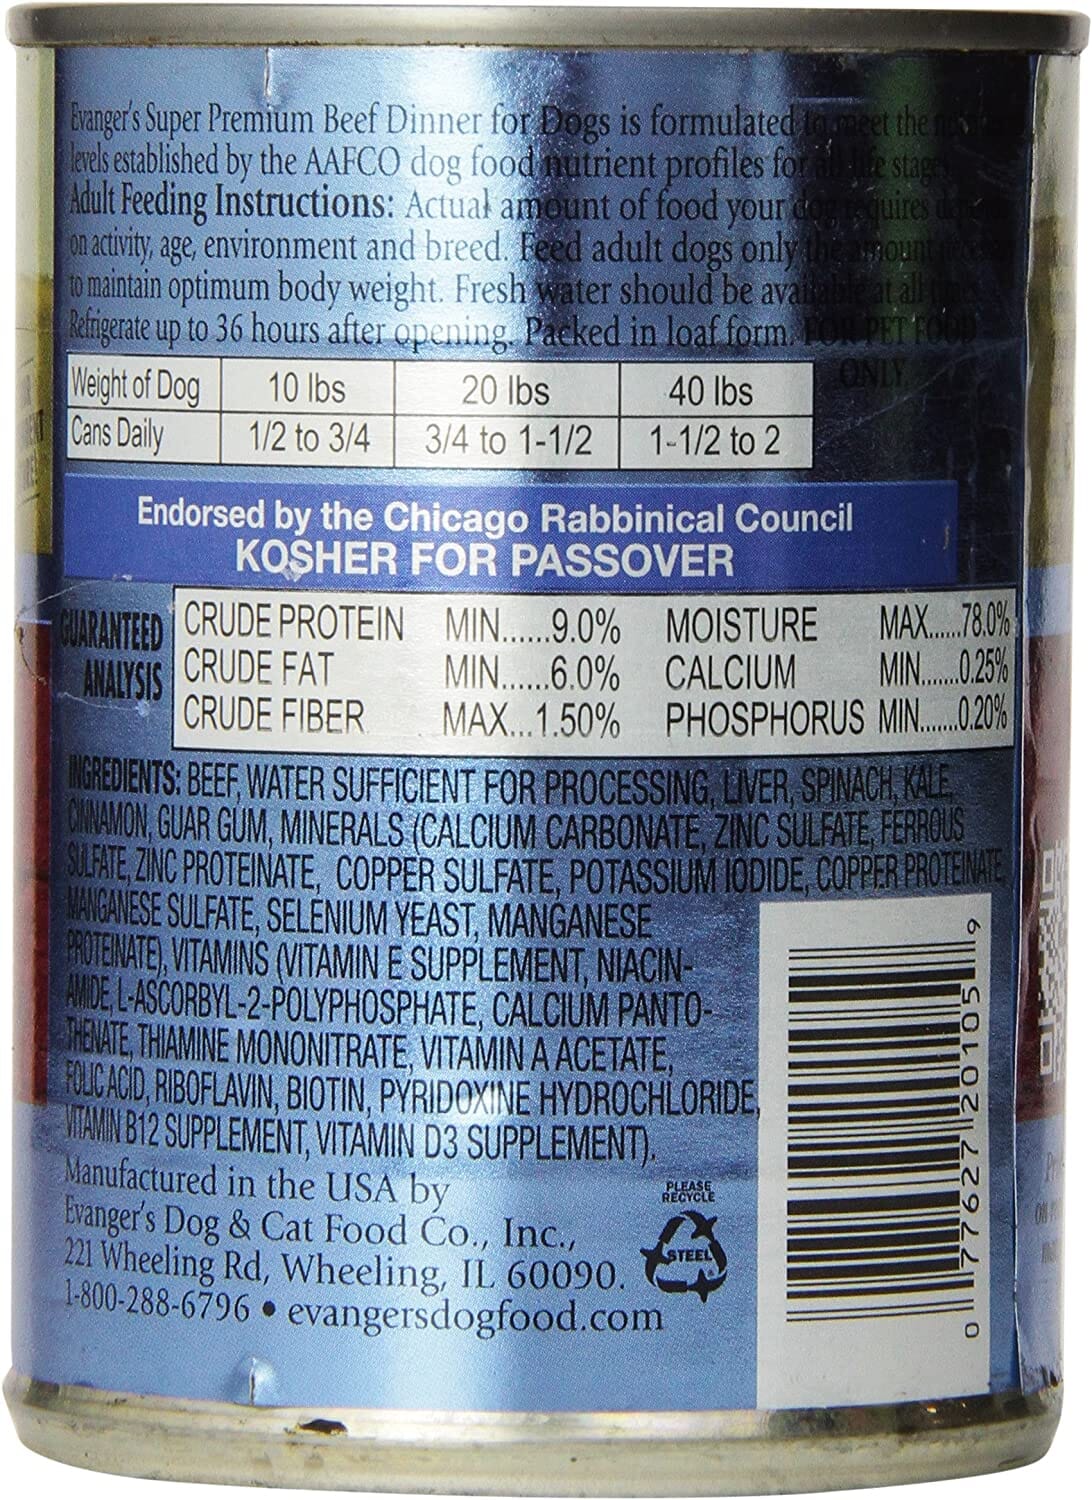 Evanger's Super Premium Beef Dinner for Dogs is formulated to meet the
levels established by the AAFCO dog food nutrient profiles for all life stages
Adult Feeding Instructions: Actual amount of food your dog requires
on activity, age, environment and breed. Feed adult dogs only the amount
to maintain optimum body weight. Fresh water should be available at all
Refrigerate up to 36 hours after opening. Packed in loaf form. FOR PET FOOD
ONLY.
Weight of Dog 10 lbs 20 lbs 40 lbs
Cans Daily 1/2 to 3/4 3/4 to 1-1/2 1-1/2 to 2
Endorsed by the Chicago Rabbinical Council
KOSHER FOR PASSOVER
GUARANTEED
ANALYSIS
CRUDE PROTEIN MIN......9.0% MOISTURE MAX......78.0%
CRUDE FAT MIN......6.0% CALCIUM MIN.......0.25%
CRUDE FIBER MAX...1.50% PHOSPHORUS MIN.......0.20%
INGREDIENTS: BEEF, WATER SUFFICIENT FOR PROCESSING, LIVER, SPINACH, KALE,
CINNAMON, GUAR GUM, MINERALS (CALCIUM CARBONATE, ZINC SULFATE, FERROUS
SULFATE, ZINC PROTEINATE, COPPER SULFATE, POTASSIUM IODIDE, COPPER PROTEINATE,
MANGANESE SULFATE, SELENIUM YEAST, MANGANESE
PROTEINATE), VITAMINS (VITAMIN E SUPPLEMENT, NIACIN-
AMIDE, L-ASCORBYL-2-POLYPHOSPHATE, CALCIUM PANTO-
THENATE, THIAMINE MONONITRATE, VITAMIN A ACETATE,
FOLIC ACID, RIBOFLAVIN, BIOTIN, PYRIDOXINE HYDROCHLORIDE,
VITAMIN B12 SUPPLEMENT, VITAMIN D3 SUPPLEMENT).
Manufactured in the USA by
Evanger's Dog & Cat Food Co., Inc.,
221 Wheeling Rd, Wheeling, IL 60090.
1-800-288-6796 • evangersdogfood.com
PLEASE
RECYCLE
STEEL
0 77627 20105 9